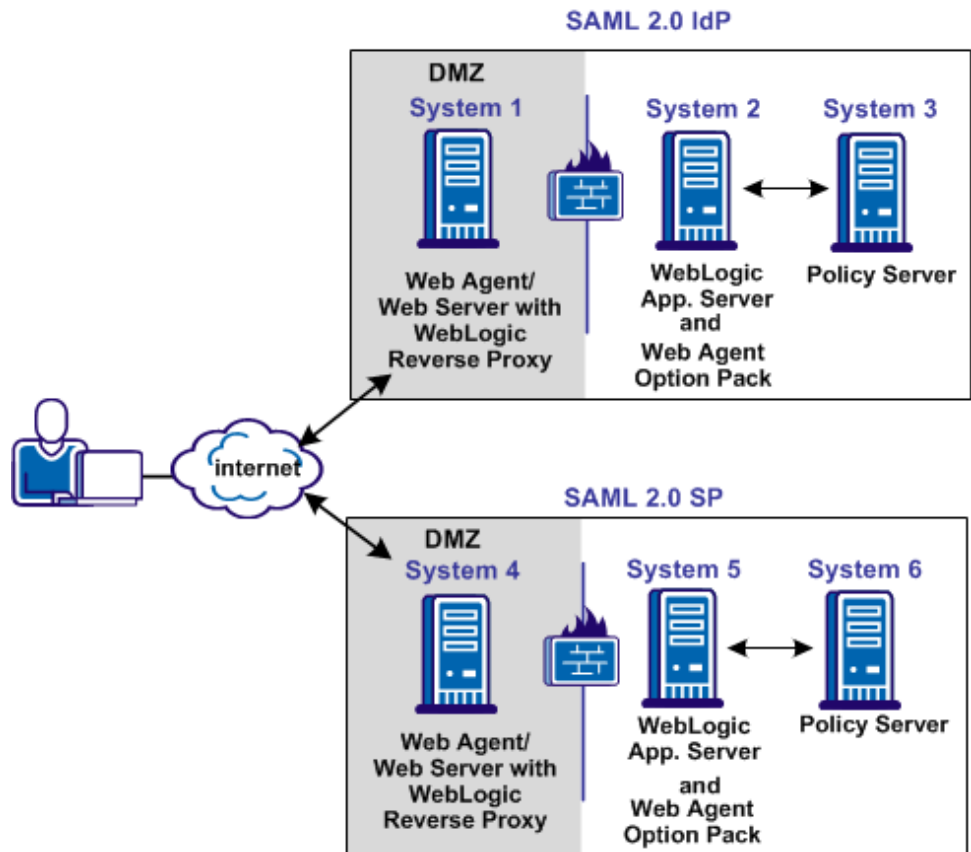 SAML 2.0 IdP
DMZ
System 1
System 2
System 3
Web Agent/
Web Server with
WebLogic
Reverse Proxy
WebLogic
App. Server
and
Web Agent
Option Pack
Policy Server
internet
SAML 2.0 SP
DMZ
System 4
System 5
System 6
Web Agent/
Web Server with
WebLogic
Reverse Proxy
WebLogic
App. Server
and
Web Agent
Option Pack
Policy Server